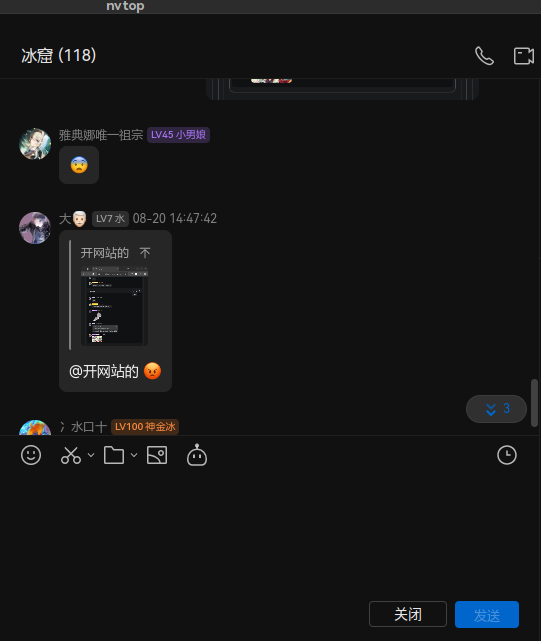 nvtop
冰窟 (118)
雅典娜唯一祖宗 LV45 小男娘
大 LV7 水 08-20 14:47:42
开网站的
@开网站的
3
冫水口十 LV100 神金冰
关闭 发送